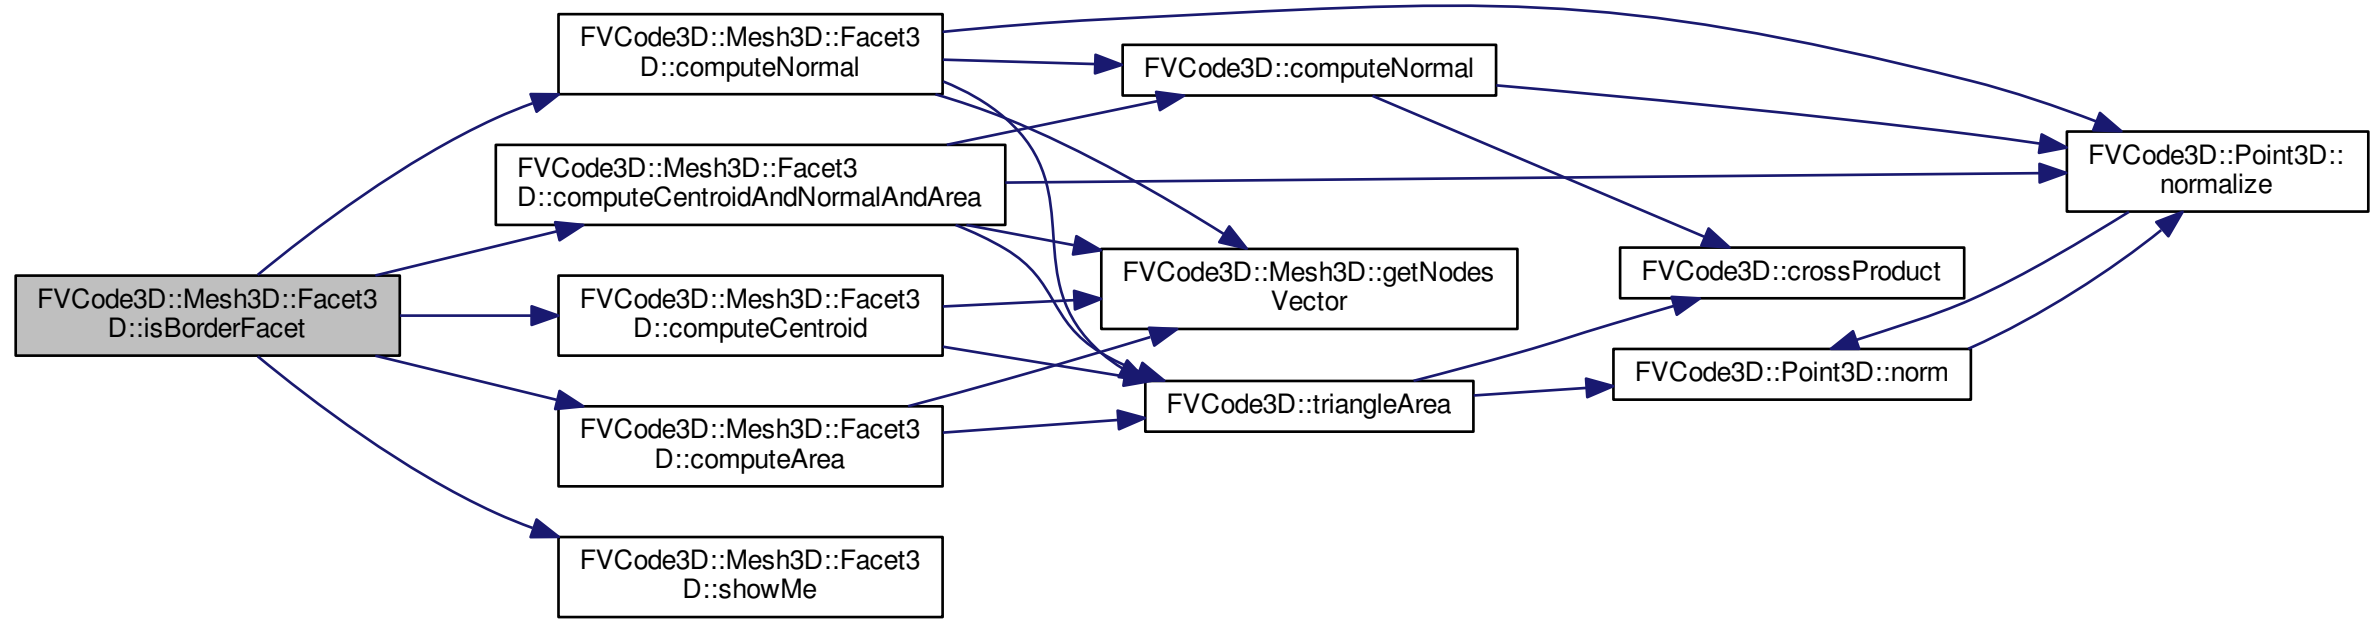 FVCode3D::Mesh3D::Facet3
D::isBorderFacet
FVCode3D::Mesh3D::Facet3
D::computeNormal
FVCode3D::Mesh3D::Facet3
D::computeCentroidAndNormalAndArea
FVCode3D::Mesh3D::Facet3
D::computeCentroid
FVCode3D::Mesh3D::Facet3
D::computeArea
FVCode3D::Mesh3D::Facet3
D::showMe
FVCode3D::computeNormal
FVCode3D::Mesh3D::getNodes
Vector
FVCode3D::triangleArea
FVCode3D::crossProduct
FVCode3D::Point3D::norm
FVCode3D::Point3D::
normalize